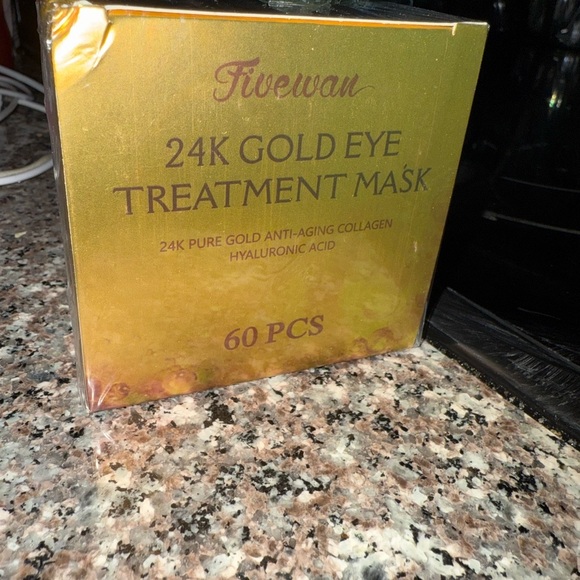 Fivewan
24K GOLD EYE
TREATMENT MASK
24K PURE GOLD ANTI-AGING COLLAGEN
HYALURONIC ACID
60 PCS